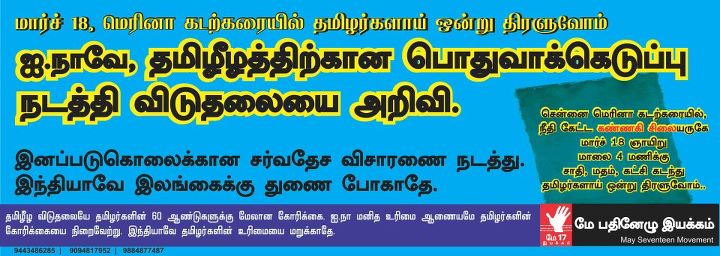 மார்ச் 18, மெரினா கடற்கரையில் தமிழர்களாய் ஒன்று திரளுவோம்
ஐ.நாவே, தமிழீழத்திற்கான பொதுவாக்கெடுப்பு
நடத்தி விடுதலையை அறிவி.
இனப்படுகொலைக்கான சர்வதேச விசாரணை நடத்து.
இந்தியாவே இலங்கைக்கு துணை போகாதே.
சென்னை மெரினா கடற்கரையில்,
நீதி கேட்ட கண்ணகி சிலையருகே
மார்ச் 18 ஞாயிறு
மாலை 4 மணிக்கு
சாதி, மதம், கட்சி கடந்து
தமிழர்களாய் ஒன்று திரளுவோம்..
தமிழீழ விடுதலையே தமிழர்களின் 60 ஆண்டுகளுக்கு மேலான கோரிக்கை. ஐ.நா மனித உரிமை ஆணையமே தமிழர்களின்
கோரிக்கையை நிறைவேற்று. இந்தியாவே தமிழர்களின் உரிமையை மறுக்காதே.
9443486285 | 9094817952 | 9884877487
மே 17
இயக்கம்
மே பதினேழு இயக்கம்
May Seventeen Movement